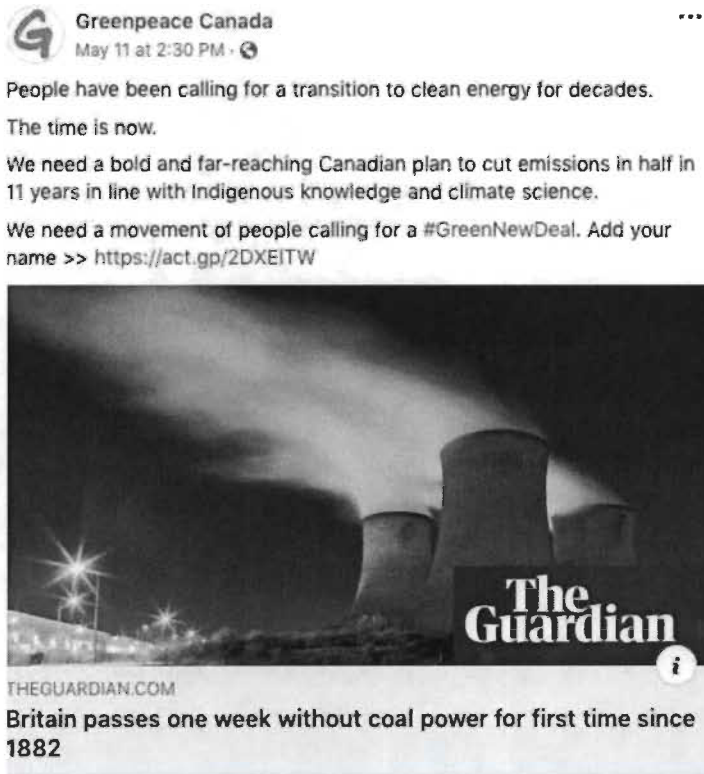 Greenpeace Canada
May 11 at 2:30 PM ·
People have been calling for a transition to clean energy for decades.
The time is now.
We need a bold and far-reaching Canadian plan to cut emissions in half in
11 years in line with Indigenous knowledge and climate science.
We need a movement of people calling for a #GreenNewDeal. Add your
name >> https://act.gp/2DXEITW
The
Guardian
i
THEGUARDIAN.COM
Britain passes one week without coal power for first time since
1882